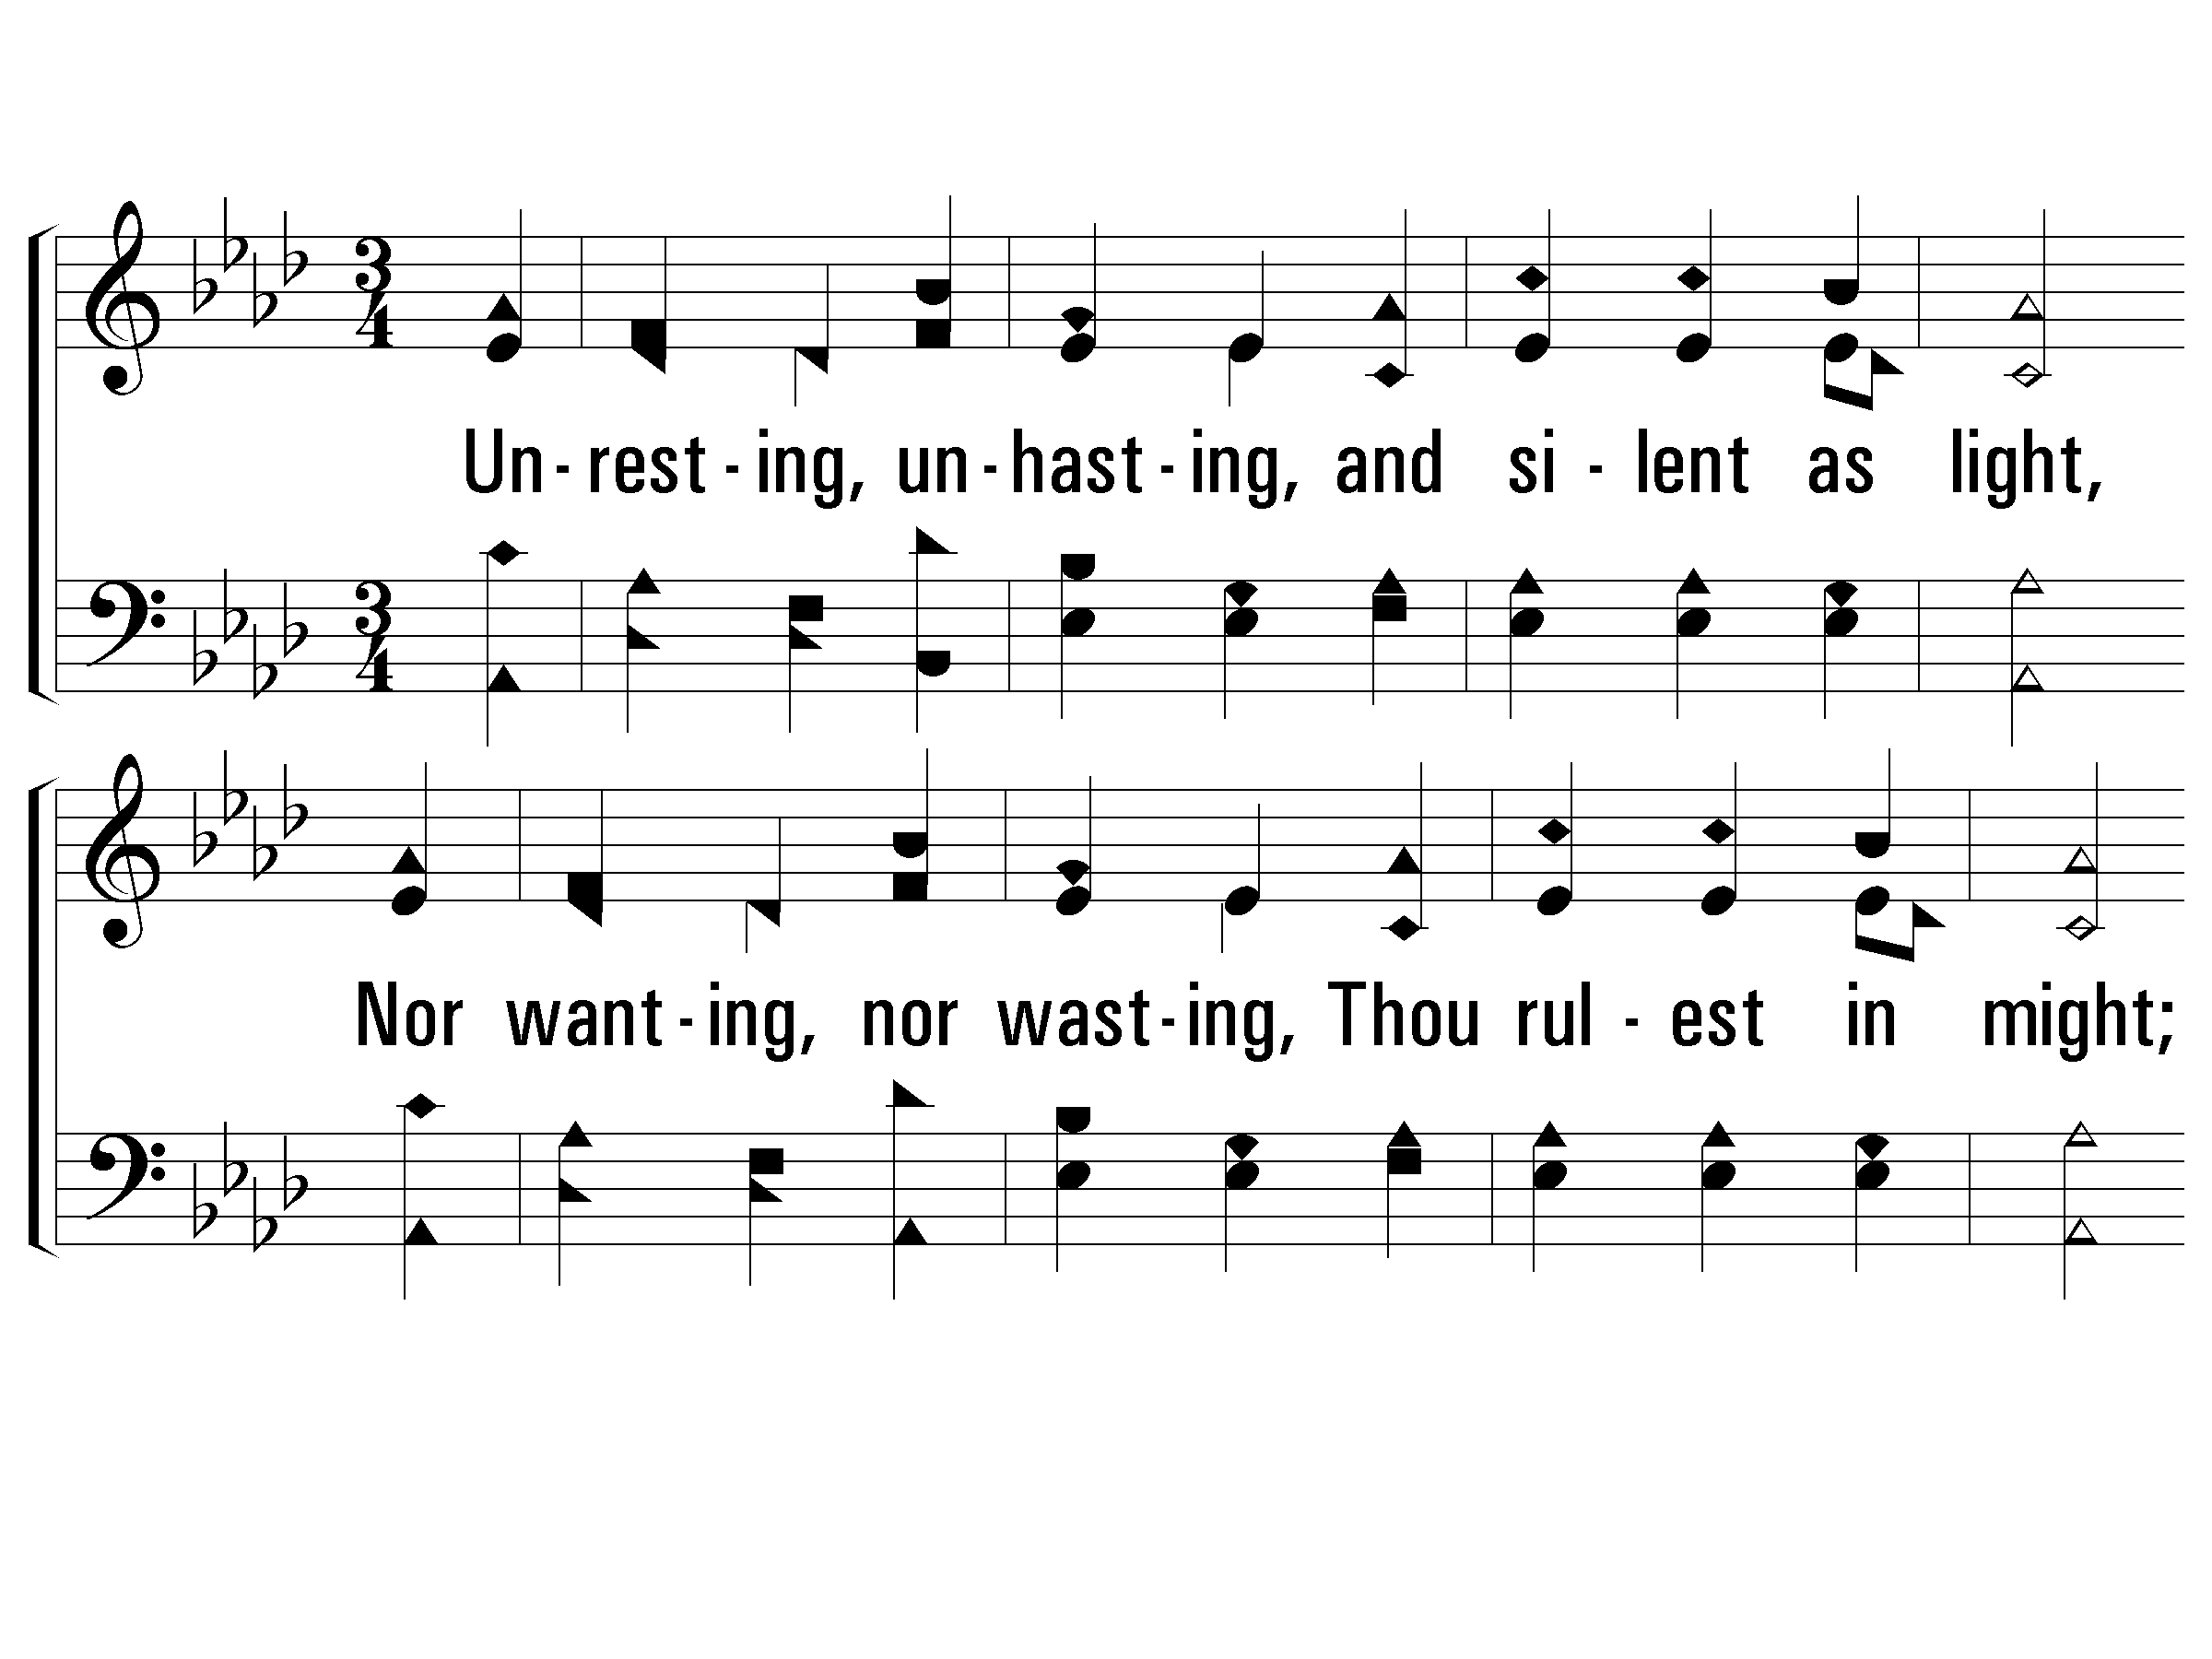 Un-rest-ing, un-hast-ing, and si-lent as light,
Nor want-ing, nor wast-ing, Thou rul-est in might;